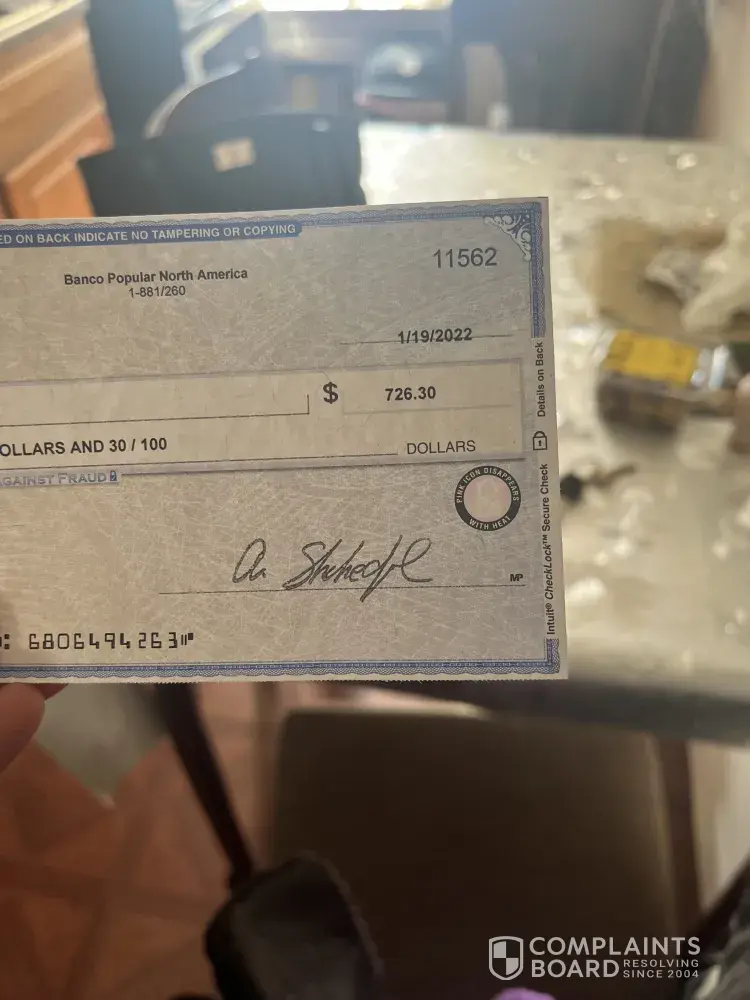 ED ON BACK INDICATE NO TAMPERING OR COPYING
11562
Banco Popular North America
1-881/260
1/19/2022
$ 726.30
OLLARS AND 30 / 100
DOLLARS
GAINST FRAUD
PINK ICON DISAPPEARS
WITH HEAT
MP
6806494263
Intuit® CheckLock™ Secure Check
Details on Back
COMPLAINTS
BOARD
RESOLVING
SINCE 2004